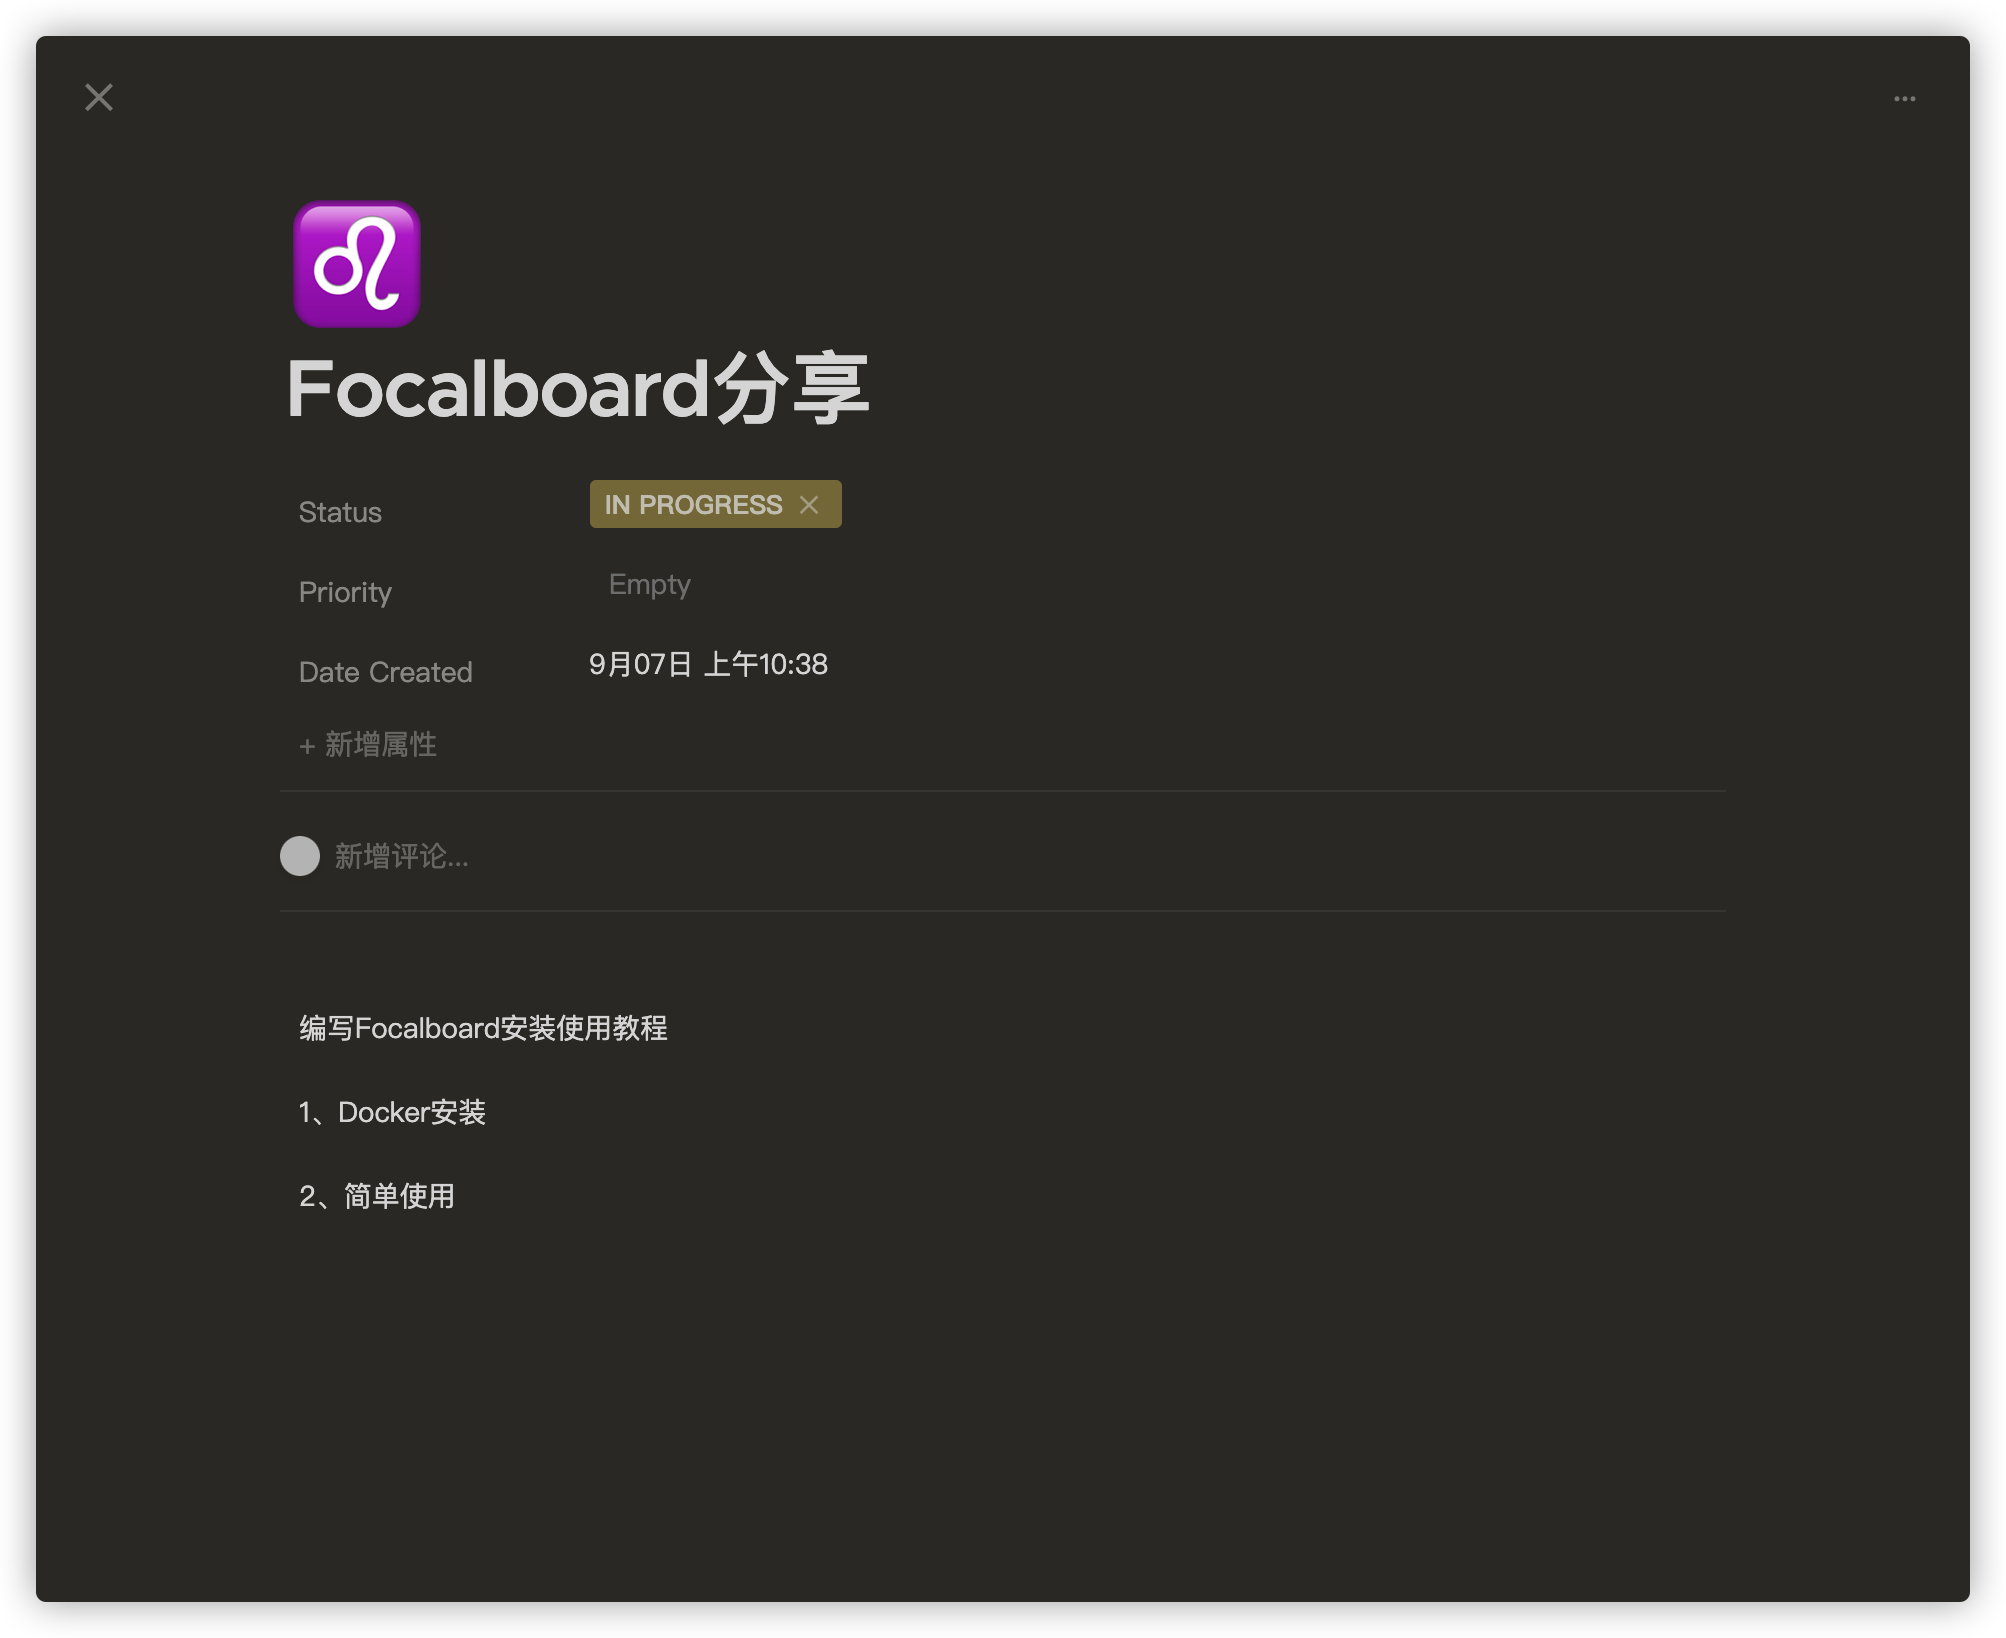 Focalboard分享
Status IN PROGRESS
Priority Empty
Date Created 9月07日 上午10:38
+ 新增属性
新增评论...
编写Focalboard安装使用教程
1、Docker安装
2、简单使用